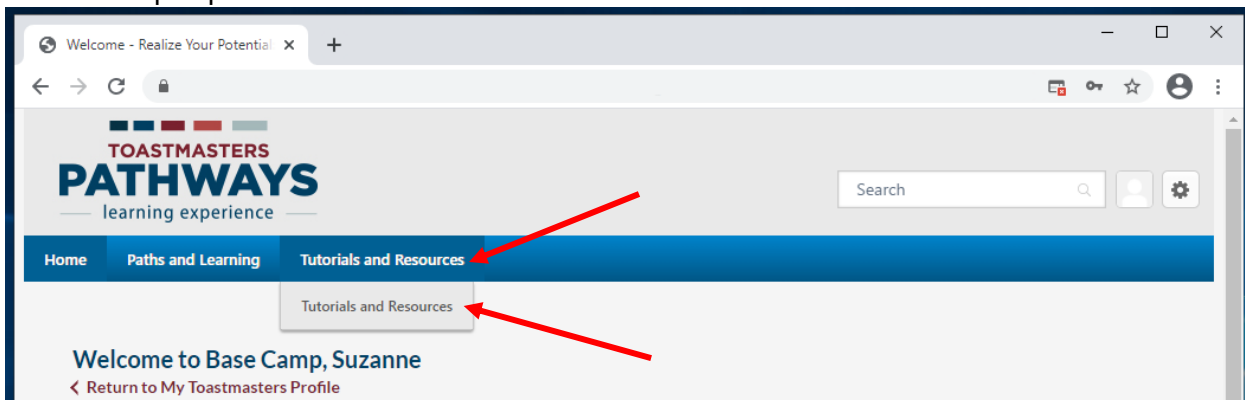 Welcome - Realize Your Potential
TOASTMASTERS
PATHWAYS
learning experience
Search
Home Paths and Learning Tutorials and Resources
Tutorials and Resources
Welcome to Base Camp, Suzanne
Return to My Toastmasters Profile